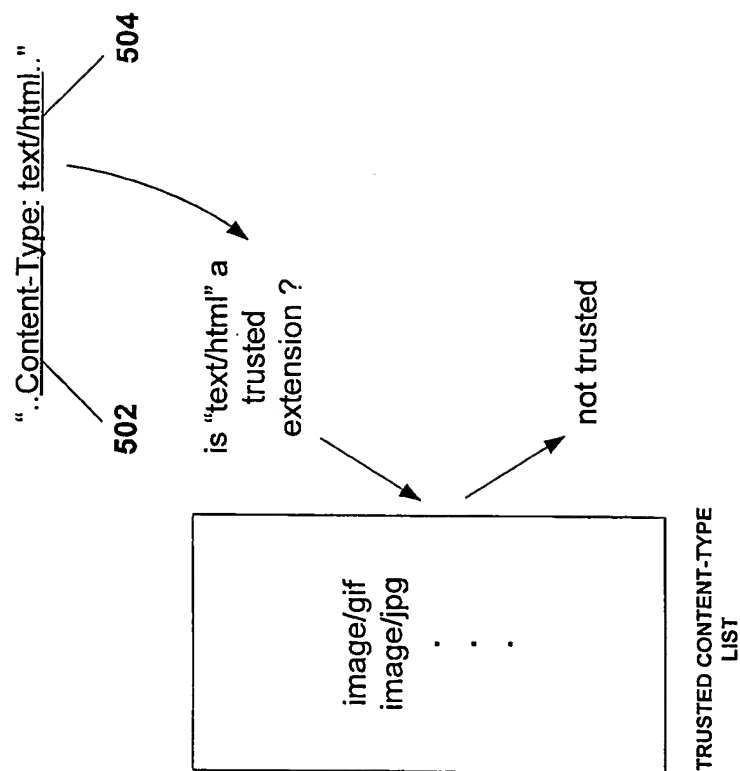 "..Content-Type: text/html.."
502
504
is "text/html" a
trusted
extension ?
not trusted
image/gif
image/jpg
. . .
TRUSTED CONTENT-TYPE
LIST